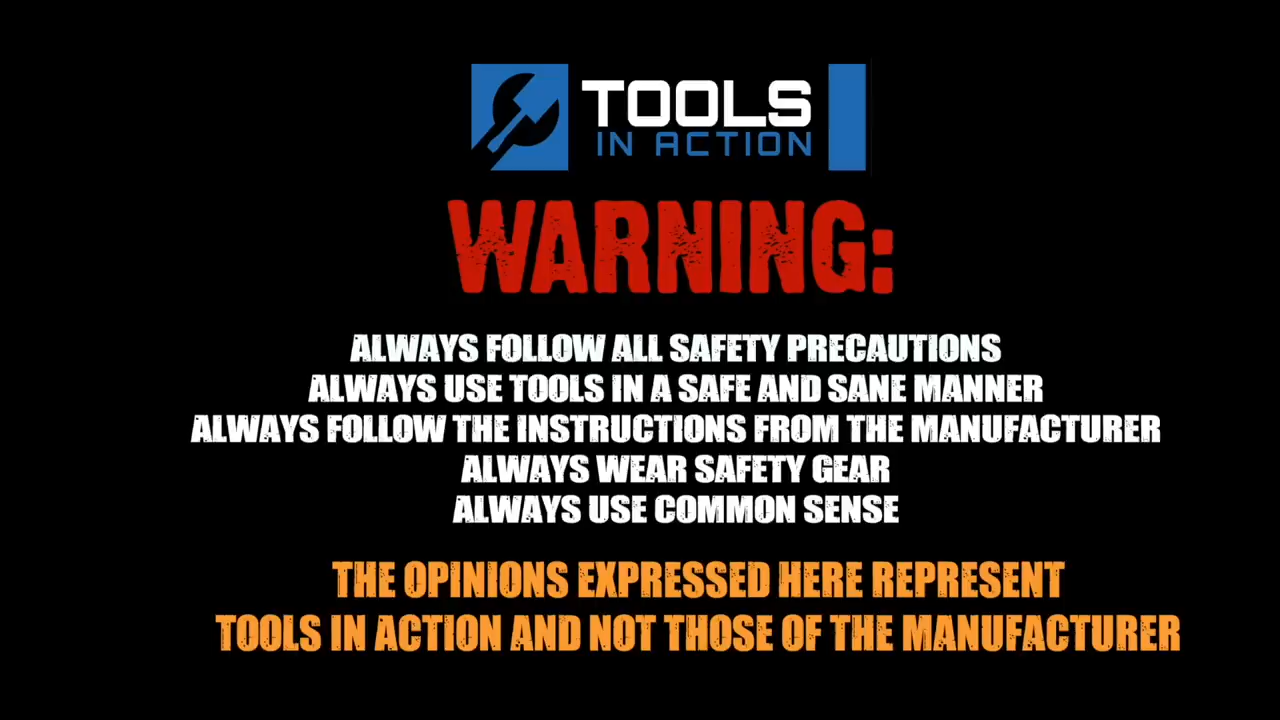 TOOLS
IN ACTION
WARNING:
ALWAYS FOLLOW ALL SAFETY PRECAUTIONS
ALWAYS USE TOOLS IN A SAFE AND SANE MANNER
ALWAYS FOLLOW THE INSTRUCTIONS FROM THE MANUFACTURER
ALWAYS WEAR SAFETY GEAR
ALWAYS USE COMMON SENSE
THE OPINIONS EXPRESSED HERE REPRESENT
TOOLS IN ACTION AND NOT THOSE OF THE MANUFACTURER